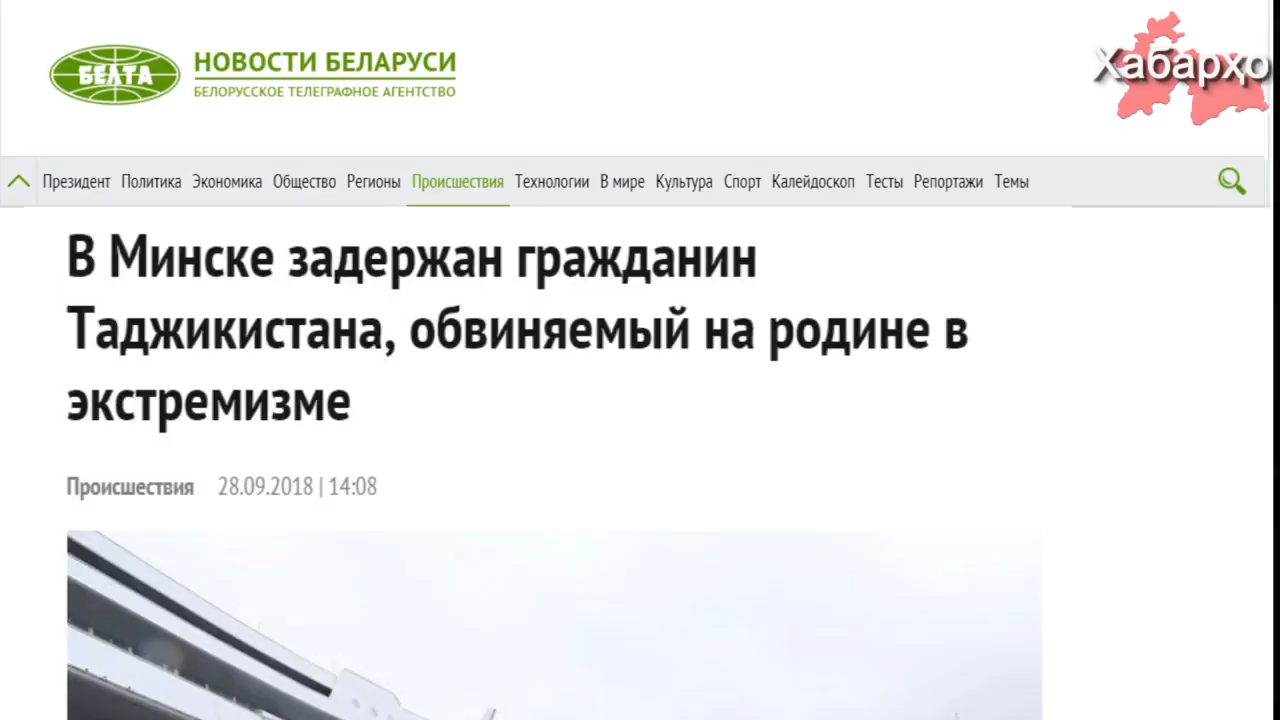 БЕЛТА
НОВОСТИ БЕЛАРУСИ
БЕЛОРУССКОЕ ТЕЛЕГРАФНОЕ АГЕНТСТВО
Хабарҳо
Президент Политика Экономика Общество Регионы Происшествия Технологии В мире Культура Спорт Калейдоскоп Тесты Репортажи Темы
В Минске задержан гражданин
Таджикистана, обвиняемый на родине в
экстремизме
Происшествия 28.09.2018 | 14:08